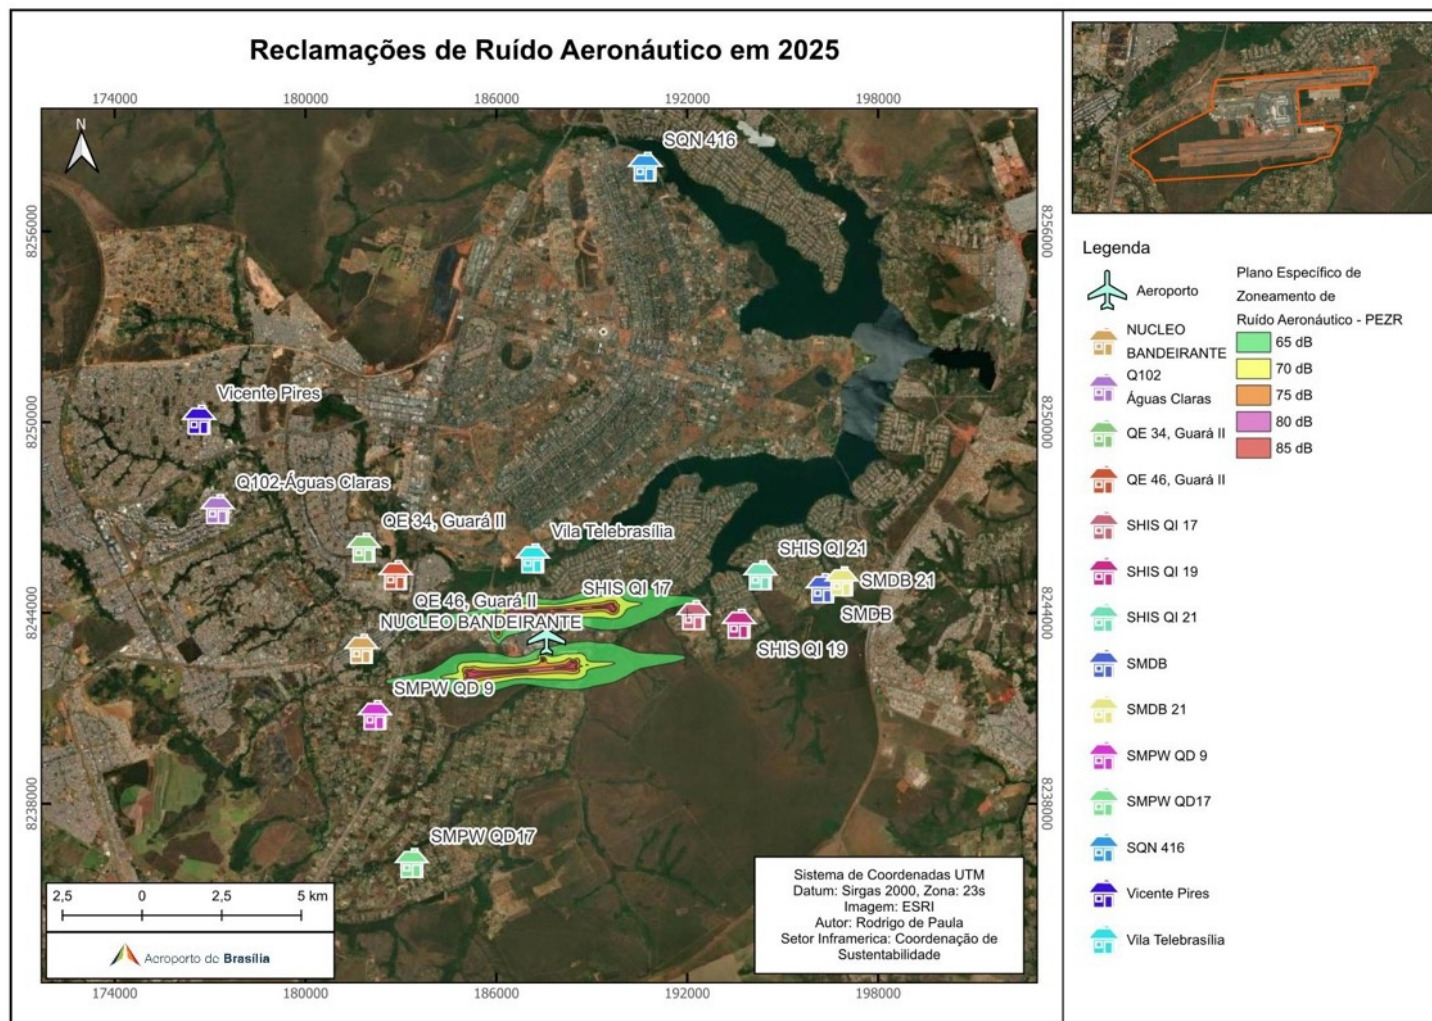 Reclamações de Ruído Aeronáutico em 2025
174000 180000 186000 192000 198000
N
SQN 416
8256000 8256000
Vicente Pires
8250000 8250000
Q102-Águas Claras
QE 34, Guará II
Vila Telebrasília
SHIS QI 21
SHIS QI 17
SMDB 21
QE 46, Guará II
SMDB
NUCLEO BANDEIRANTE
8244000 8244000
SHIS QI 19
SMPW QD 9
8238000 8238000
SMPW QD17
2,5 0 2,5 5 km
Aeroporto de Brasília
Sistema de Coordenadas UTM
Datum: Sirgas 2000, Zona: 23s
Imagem: ESRI
Autor: Rodrigo de Paula
Setor Inframerica: Coordenação de
Sustentabilidade
174000 180000 186000 192000 198000
Legenda
Aeroporto
NUCLEO
BANDEIRANTE
Q102
Águas Claras
QE 34, Guará II
QE 46, Guará II
SHIS QI 17
SHIS QI 19
SHIS QI 21
SMDB
SMDB 21
SMPW QD 9
SMPW QD17
SQN 416
Vicente Pires
Vila Telebrasília
Plano Específico de
Zoneamento de
Ruído Aeronáutico - PEZR
65 dB
70 dB
75 dB
80 dB
85 dB